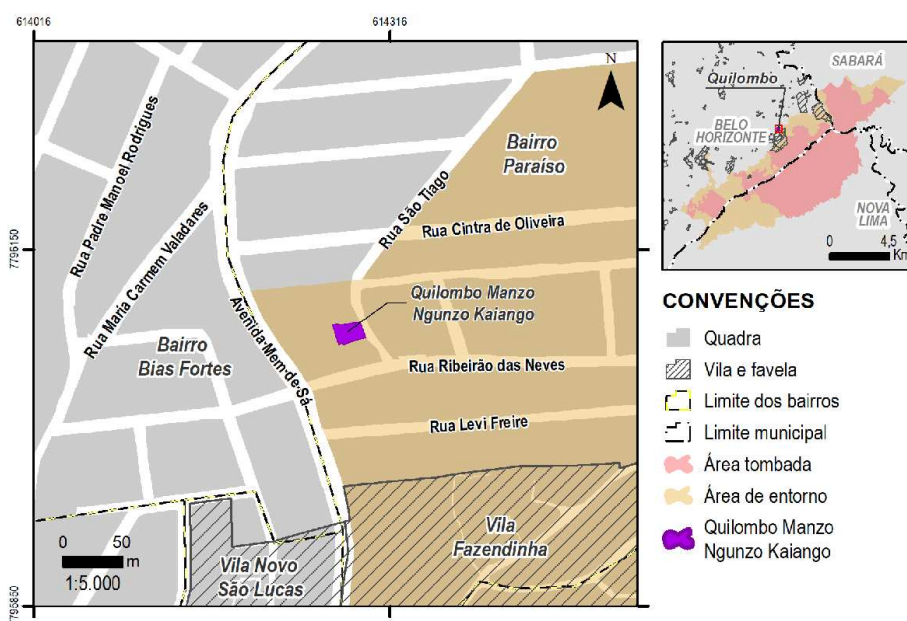 614016
614316
7796150
N
Rua Padre Manoel Rodrigues
Rua Maria Carmem Valadares
Bairro
Paraíso
Rua São Tiago
Rua Cintra de Oliveira
Quilombo Manzo
Ngunzo Kaiango
Avenida Mem de Sá
Bairro
Bias Fortes
Rua Ribeirão das Neves
Rua Levi Freire
Vila
Fazendinha
Vila Novo
São Lucas
0 50
m
1:5.000
SABARÁ
Quilombo
BELO
HORIZONTE
NOVA
LIMA
0 4,5
Km
CONVENÇÕES
Quadra
Vila e favela
Limite dos bairros
Limite municipal
Área tombada
Área de entorno
Quilombo Manzo
Ngunzo Kaiango